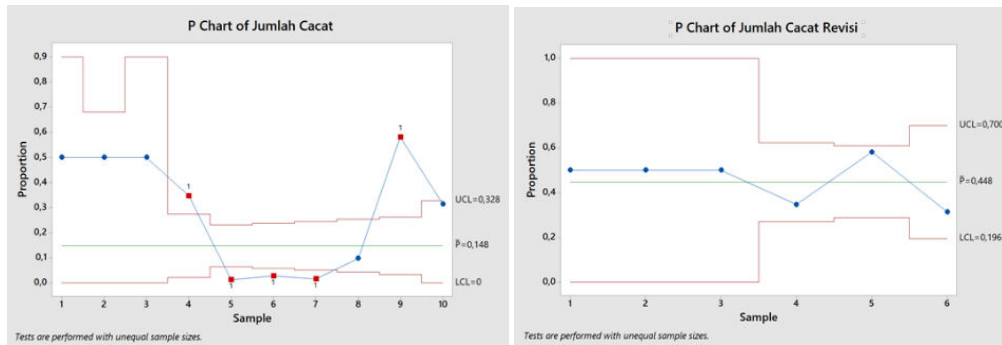 P Chart of Jumlah Cacat
0,9
0,8
0,7
0,6
0,5
0,4
0,3
0,2
0,1
0,0
Proportion
1
1
1
1
1
UCL=0,328
P̄=0,148
LCL=0
1 2 3 4 5 6 7 8 9 10
Sample
Tests are performed with unequal sample sizes.
P Chart of Jumlah Cacat Revisi
1,0
0,8
0,6
0,4
0,2
0,0
Proportion
UCL=0,700
P̄=0,448
LCL=0,196
1 2 3 4 5 6
Sample
Tests are performed with unequal sample sizes.